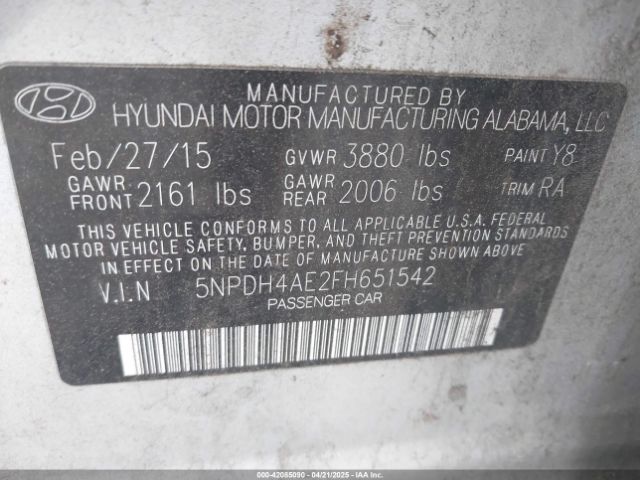 MANUFACTURED BY
HYUNDAI MOTOR MANUFACTURING ALABAMA, LLC
Feb/27/15 GVWR 3880 lbs PAINT Y8
GAWR FRONT 2161 lbs GAWR REAR 2006 lbs TRIM RA
THIS VEHICLE CONFORMS TO ALL APPLICABLE U.S.A. FEDERAL
MOTOR VEHICLE SAFETY, BUMPER, AND THEFT PREVENTION STANDARDS
IN EFFECT ON THE DATE OF MANUFACTURE SHOWN ABOVE
V.I.N 5NPDH4AE2FH651542
PASSENGER CAR
000-42085090 - 04/21/2025 - IAAI.COM